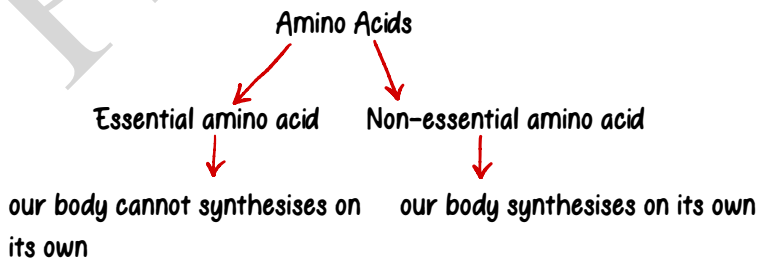 Amino Acids
Essential amino acid Non-essential amino acid
our body cannot synthesises on our body synthesises on its own
its own